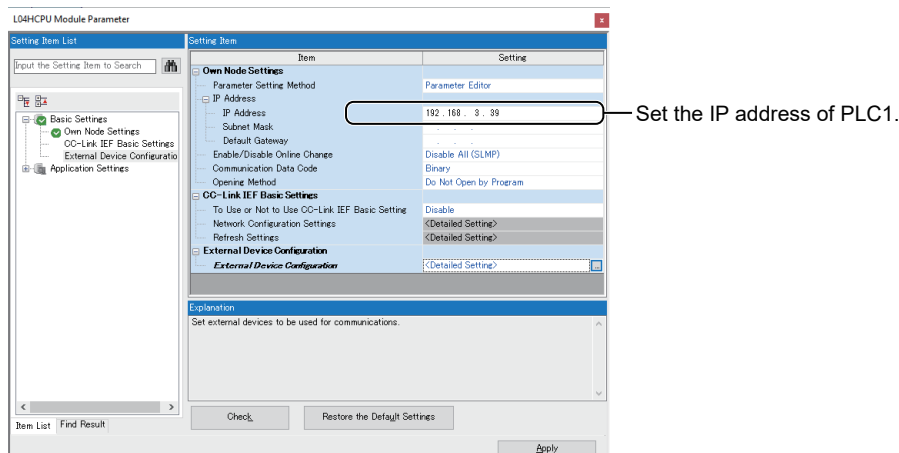 L04HCPU Module Parameter
x
Setting Item List
Input the Setting Item to Search
Basic Settings
Own Node Settings
CC-Link IEF Basic Settings
External Device Configuratio
Application Settings
Item List
Find Result
Setting Item
Item Setting
Own Node Settings
Parameter Setting Method Parameter Editor
IP Address
IP Address 192 . 168 . 3 . 39
Subnet Mask . . .
Default Gateway . . .
Enable/Disable Online Change Disable All (SLMP)
Communication Data Code Binary
Opening Method Do Not Open by Program
CC-Link IEF Basic Settings
To Use or Not to Use CC-Link IEF Basic Setting Disable
Network Configuration Settings <Detailed Setting>
Refresh Settings <Detailed Setting>
External Device Configuration
External Device Configuration <Detailed Setting> ...
Explanation
Set external devices to be used for communications.
Check
Restore the Default Settings
Apply
Set the IP address of PLC1.